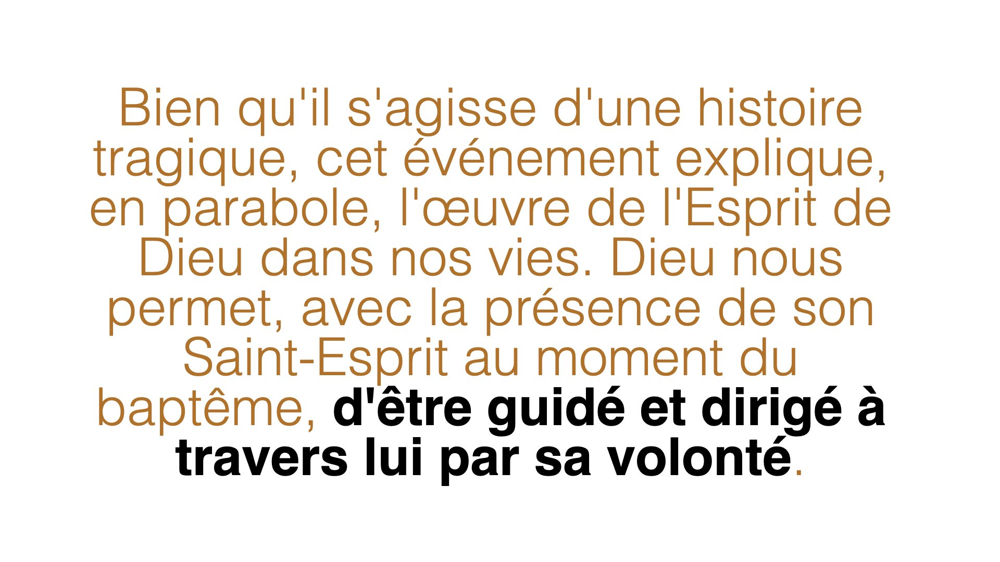 Bien qu'il s'agisse d'une histoire
tragique, cet événement explique,
en parabole, l'œuvre de l'Esprit de
Dieu dans nos vies. Dieu nous
permet, avec la présence de son
Saint-Esprit au moment du
baptême, d'être guidé et dirigé à
travers lui par sa volonté.